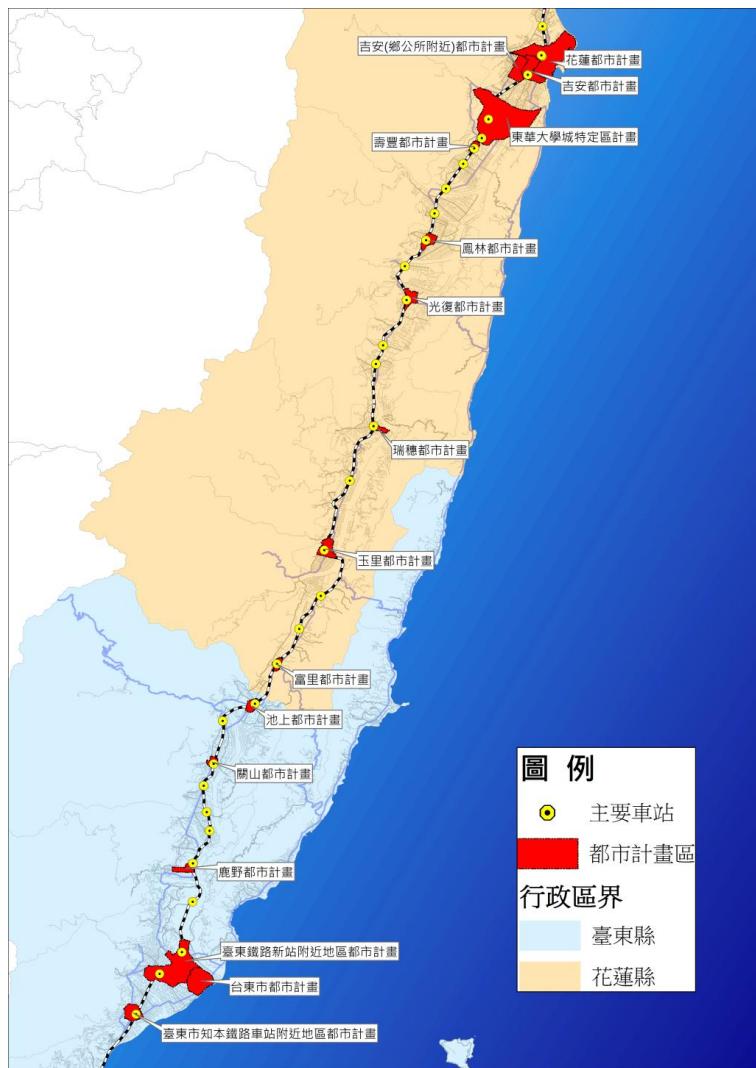 吉安(鄉公所附近)都市計畫
花蓮都市計畫
吉安都市計畫
東華大學城特定區計畫
壽豐都市計畫
鳳林都市計畫
光復都市計畫
瑞穗都市計畫
玉里都市計畫
富里都市計畫
池上都市計畫
關山都市計畫
鹿野都市計畫
臺東鐵路新站附近地區都市計畫
台東市都市計畫
臺東市知本鐵路車站附近地區都市計畫
圖 例
主要車站
都市計畫區
行政區界
臺東縣
花蓮縣